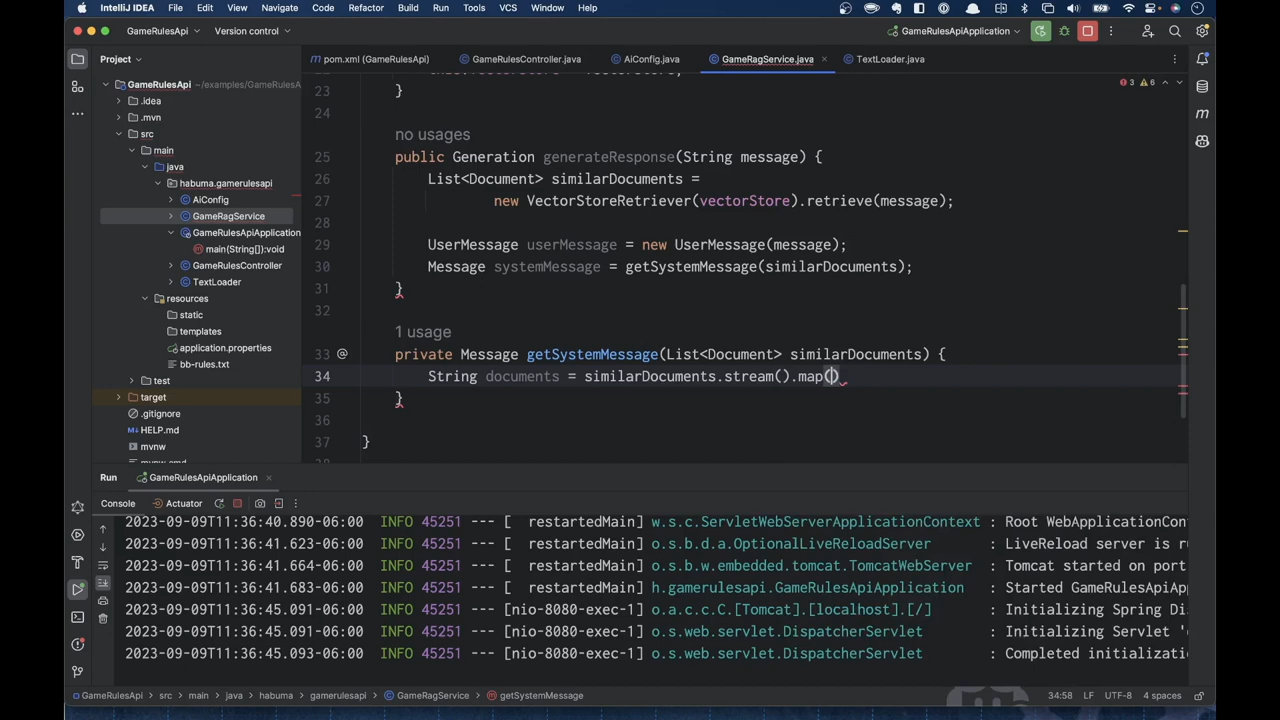 IntelliJ IDEA File Edit View Navigate Code Refactor Build Run Tools VCS Window Help
GameRulesApi Version control GameRulesApiApplication
Project
pom.xml (GameRulesApi) GameRulesController.java AiConfig.java GameRagService.java TextLoader.java
GameRulesApi ~/examples/GameRulesA
.idea
.mvn
src
main
java
habuma.gamerulesapi
AiConfig
GameRagService
GameRulesApiApplication
main(String[]):void
GameRulesController
TextLoader
resources
static
templates
application.properties
bb-rules.txt
test
target
.gitignore
HELP.md
mvnw
3 6
23 }
24
no usages
25 public Generation generateResponse(String message) {
26 List<Document> similarDocuments =
27 new VectorStoreRetriever(vectorStore).retrieve(message);
28
29 UserMessage userMessage = new UserMessage(message);
30 Message systemMessage = getSystemMessage(similarDocuments);
31 }
32
1 usage
33 @ private Message getSystemMessage(List<Document> similarDocuments) {
34 String documents = similarDocuments.stream().map()
35 }
36
37 }
Run GameRulesApiApplication
Console Actuator
2023-09-09T11:36:40.890-06:00 INFO 45251 --- [ restartedMain] w.s.c.ServletWebServerApplicationContext : Root WebApplicationCon
2023-09-09T11:36:41.623-06:00 INFO 45251 --- [ restartedMain] o.s.b.d.a.OptionalLiveReloadServer : LiveReload server is ru
2023-09-09T11:36:41.664-06:00 INFO 45251 --- [ restartedMain] o.s.b.w.embedded.tomcat.TomcatWebServer : Tomcat started on port
2023-09-09T11:36:41.683-06:00 INFO 45251 --- [ restartedMain] h.gamerulesapi.GameRulesApiApplication : Started GameRulesApiAp
2023-09-09T11:36:45.091-06:00 INFO 45251 --- [nio-8080-exec-1] o.a.c.c.C.[Tomcat].[localhost].[/] : Initializing Spring Di
2023-09-09T11:36:45.091-06:00 INFO 45251 --- [nio-8080-exec-1] o.s.web.servlet.DispatcherServlet : Initializing Servlet 'd
2023-09-09T11:36:45.093-06:00 INFO 45251 --- [nio-8080-exec-1] o.s.web.servlet.DispatcherServlet : Completed initializati
GameRulesApi src main java habuma gamerulesapi GameRagService getSystemMessage 34:58 LF UTF-8 4 spaces